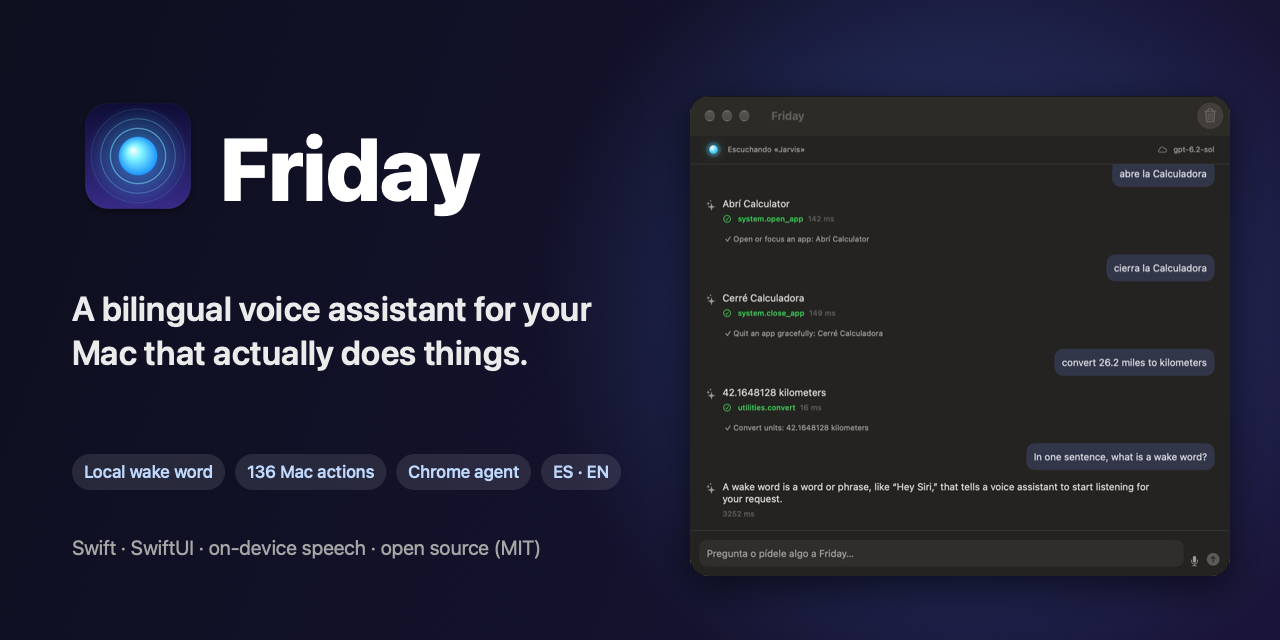 Friday
A bilingual voice assistant for your
Mac that actually does things.
Local wake word
136 Mac actions
Chrome agent
ES · EN
Swift · SwiftUI · on-device speech · open source (MIT)
Friday
Escuchando «Jarvis»
gpt-6.2-sol
abre la Calculadora
Abrí Calculator
system.open_app 142 ms
✓ Open or focus an app: Abrí Calculator
cierra la Calculadora
Cerré Calculadora
system.close_app 149 ms
✓ Quit an app gracefully: Cerré Calculadora
convert 26.2 miles to kilometers
42.1648128 kilometers
utilities.convert 16 ms
✓ Convert units: 42.1648128 kilometers
In one sentence, what is a wake word?
A wake word is a word or phrase, like “Hey Siri,” that tells a voice assistant to start listening for
your request.
3252 ms
Pregunta o pídele algo a Friday...